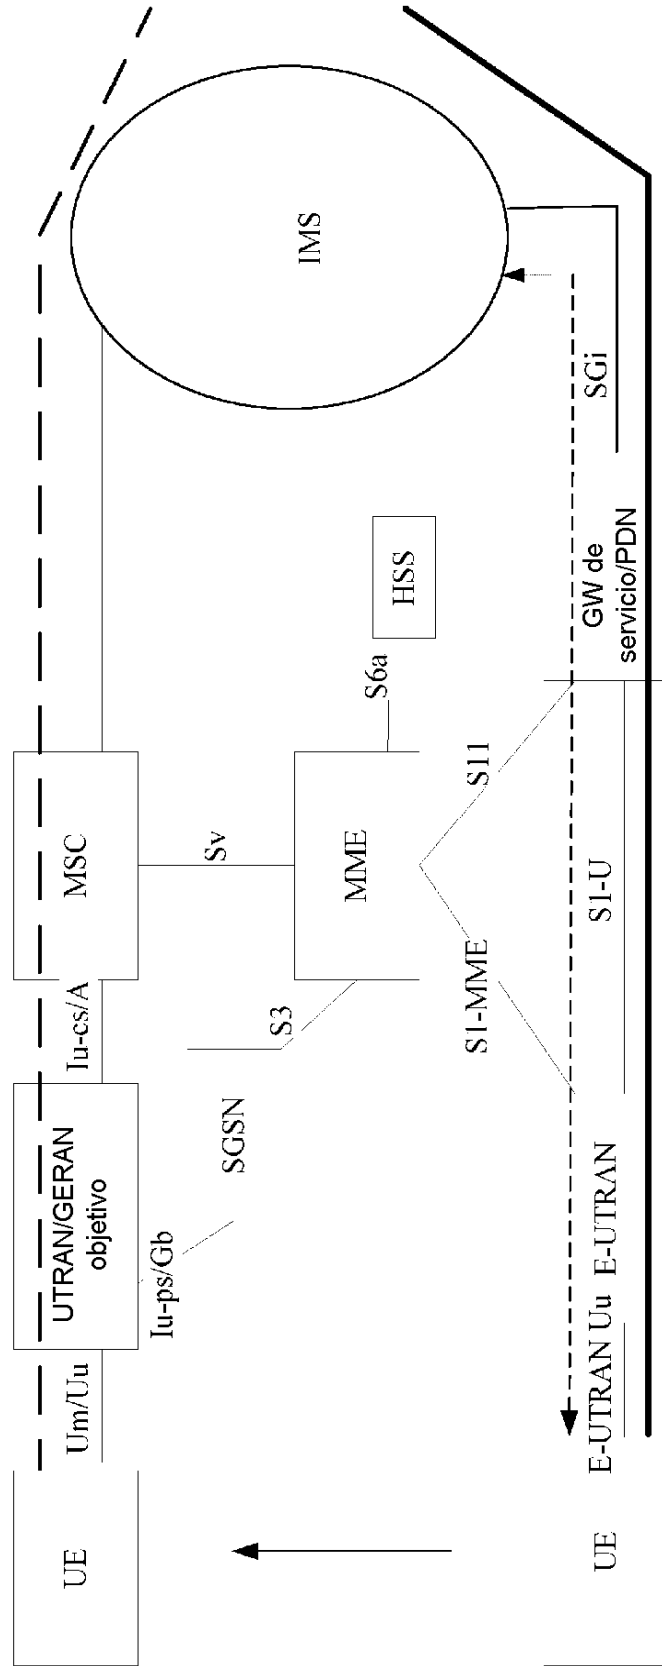 UE
Um/Uu
UTRAN/GERAN
objetivo
Iu-cs/A
MSC
Iu-ps/Gb
SGSN
S3
Sv
MME
S6a
HSS
IMS
S1-MME
S11
UE
E-UTRAN Uu
E-UTRAN
S1-U
GW de
servicio/PDN
SGi